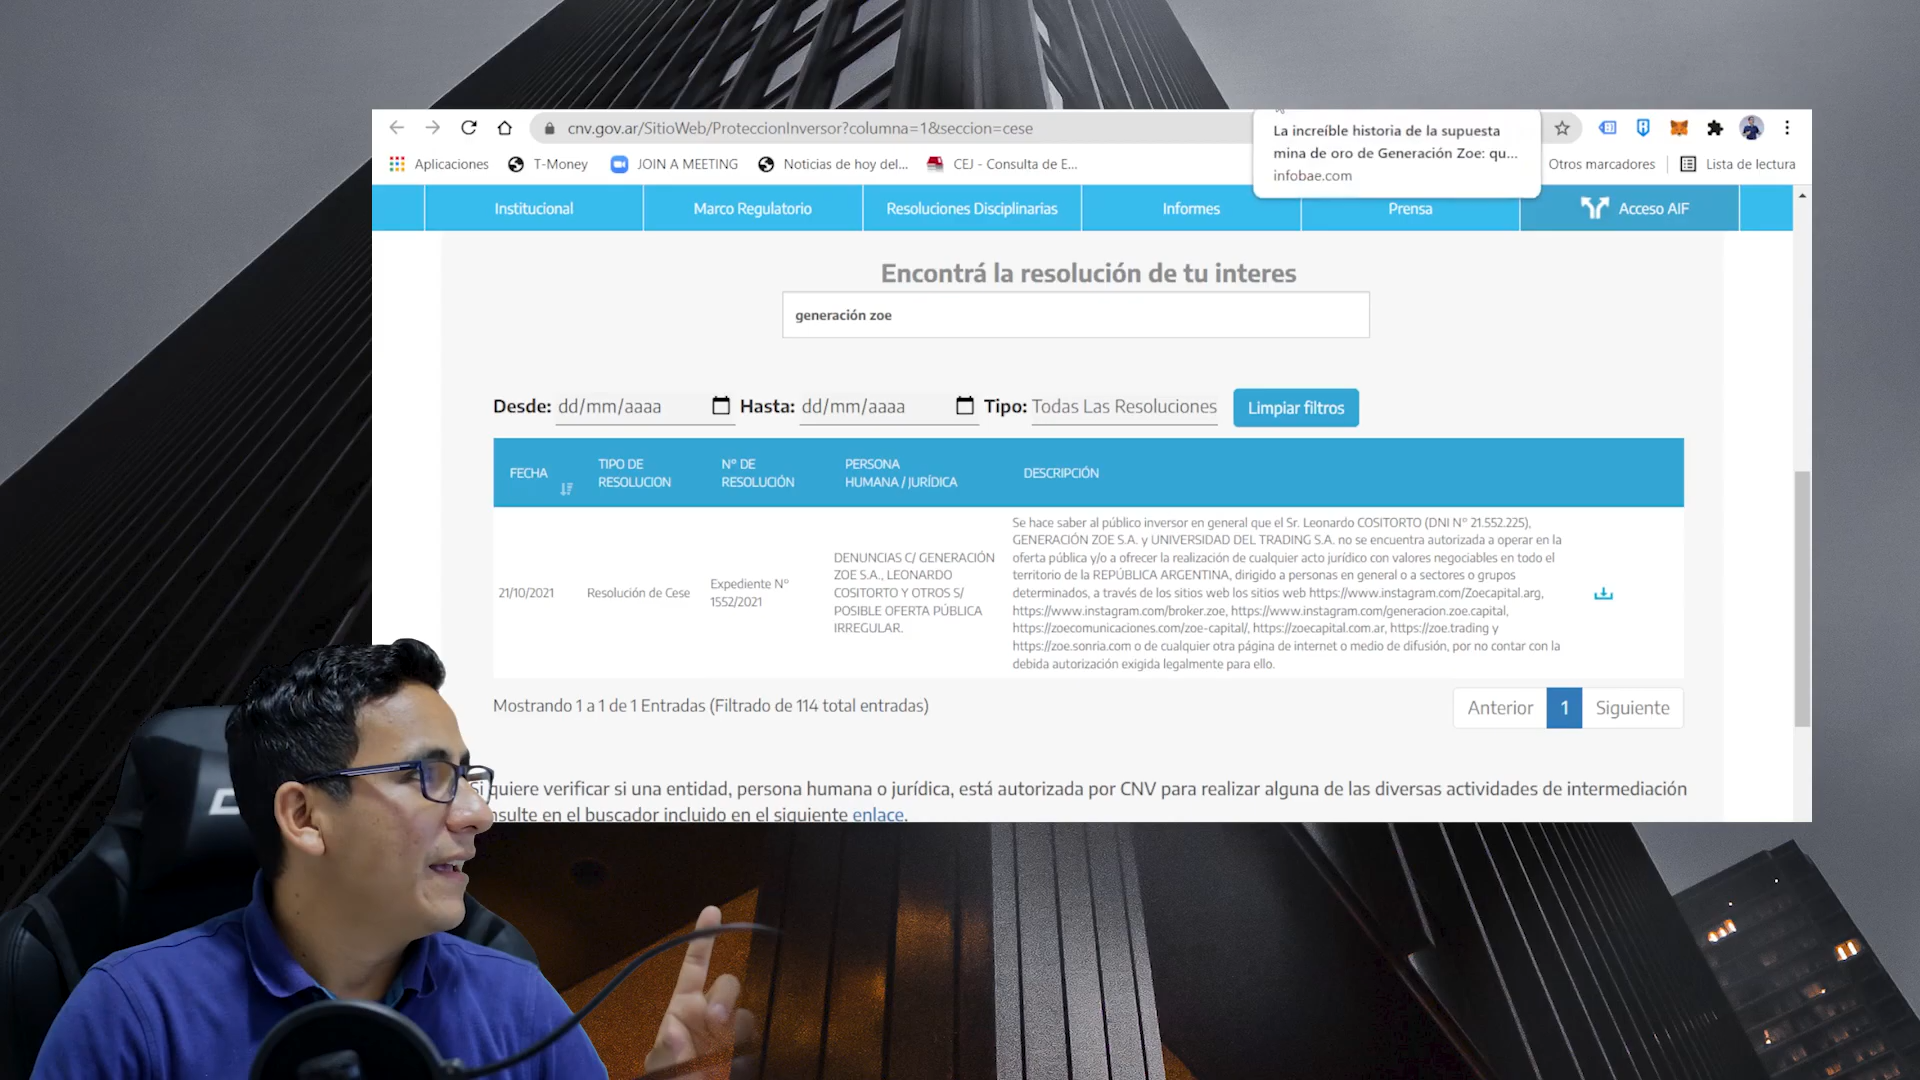 cnv.gov.ar/SitioWeb/ProteccionInversor?columna=1&seccion=cese
La increíble historia de la supuesta
mina de oro de Generación Zoe: qu...
infobae.com
Aplicaciones
T-Money
JOIN A MEETING
Noticias de hoy del...
CEJ - Consulta de E...
Otros marcadores
Lista de lectura
Institucional
Marco Regulatorio
Resoluciones Disciplinarias
Informes
Prensa
Acceso AIF
Encontrá la resolución de tu interes
generación zoe
Desde: dd/mm/aaaa Hasta: dd/mm/aaaa Tipo: Todas Las Resoluciones Limpiar filtros
FECHA
TIPO DE
RESOLUCION
N° DE
RESOLUCIÓN
PERSONA
HUMANA / JURÍDICA
DESCRIPCIÓN
21/10/2021
Resolución de Cese
Expediente N°
1552/2021
DENUNCIAS C/ GENERACIÓN
ZOE S.A., LEONARDO
COSITORTO Y OTROS S/
POSIBLE OFERTA PÚBLICA
IRREGULAR.
Se hace saber al público inversor en general que el Sr. Leonardo COSITORTO (DNI N° 21.552.225),
GENERACIÓN ZOE S.A. y UNIVERSIDAD DEL TRADING S.A. no se encuentra autorizada a operar en la
oferta pública y/o a ofrecer la realización de cualquier acto jurídico con valores negociables en todo el
territorio de la REPÚBLICA ARGENTINA, dirigido a personas en general o a sectores o grupos
determinados, a través de los sitios web los sitios web https://www.instagram.com/Zoecapital.arg,
https://www.instagram.com/broker.zoe, https://www.instagram.com/generacion.zoe.capital,
https://zoecomunicaciones.com/zoe-capital/, https://zoecapital.com.ar, https://zoe.trading y
https://zoe.sonria.com o de cualquier otra página de internet o medio de difusión, por no contar con la
debida autorización exigida legalmente para ello.
Mostrando 1 a 1 de 1 Entradas (Filtrado de 114 total entradas)
Anterior 1 Siguiente
Si quiere verificar si una entidad, persona humana o jurídica, está autorizada por CNV para realizar alguna de las diversas actividades de intermediación
nsulte en el buscador incluido en el siguiente enlace.